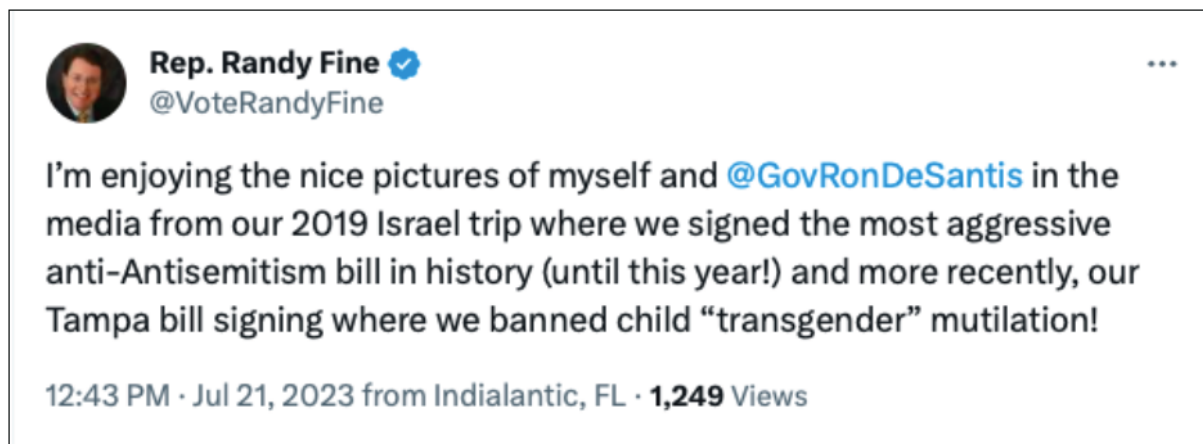 Rep. Randy Fine
@VoteRandyFine
I’m enjoying the nice pictures of myself and @GovRonDeSantis in the
media from our 2019 Israel trip where we signed the most aggressive
anti-Antisemitism bill in history (until this year!) and more recently, our
Tampa bill signing where we banned child “transgender” mutilation!
12:43 PM · Jul 21, 2023 from Indialantic, FL · 1,249 Views